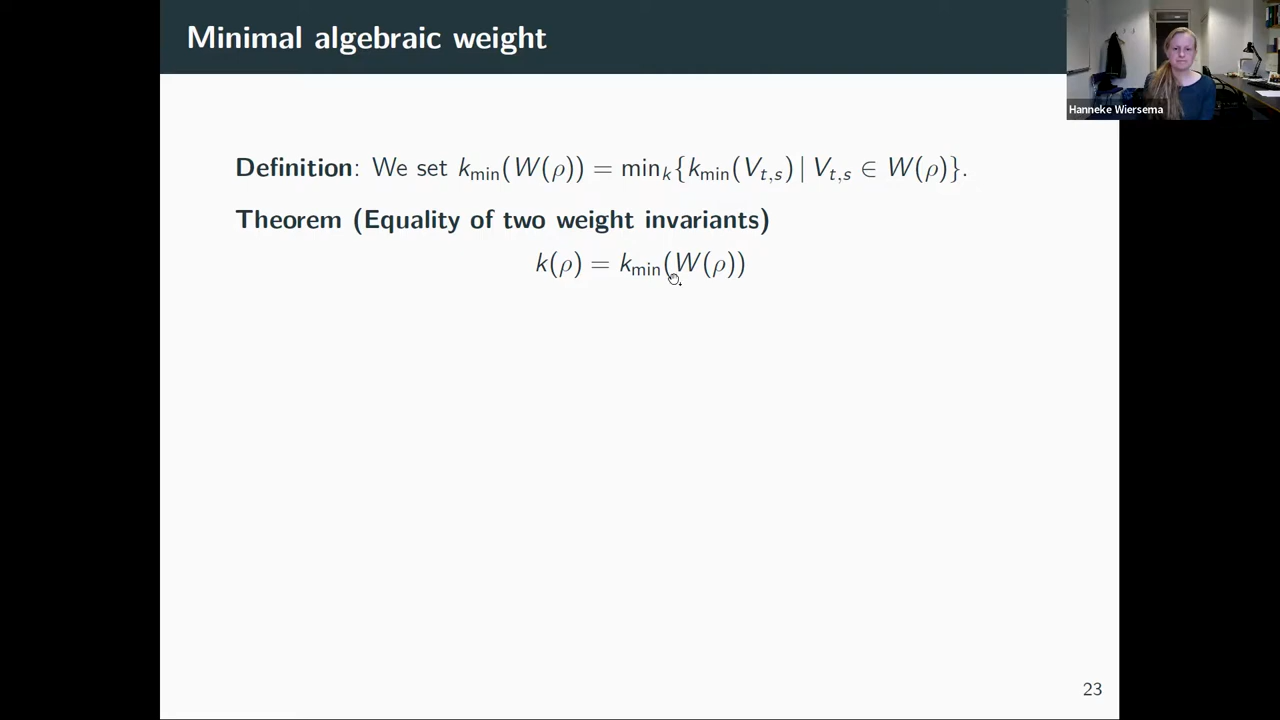 Minimal algebraic weight
Hanneke Wiersema
Definition: We set k_min(W(ρ)) = min_k{k_min(V_{t,s}) | V_{t,s} ∈ W(ρ)}.
Theorem (Equality of two weight invariants)
k(ρ) = k_min(W(ρ))
23